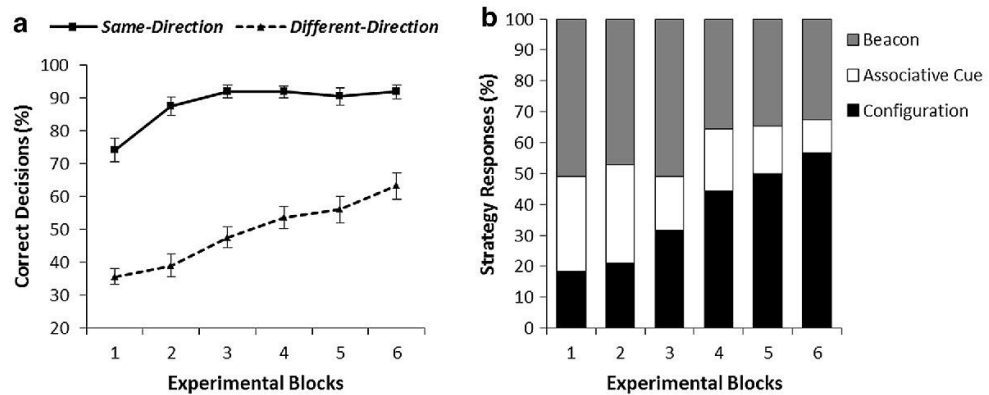 a
Same-Direction Different-Direction
Correct Decisions (%)
100
90
80
70
60
50
40
30
20
1 2 3 4 5 6
Experimental Blocks
b
Strategy Responses (%)
100
90
80
70
60
50
40
30
20
10
0
1 2 3 4 5 6
Experimental Blocks
Beacon
Associative Cue
Configuration